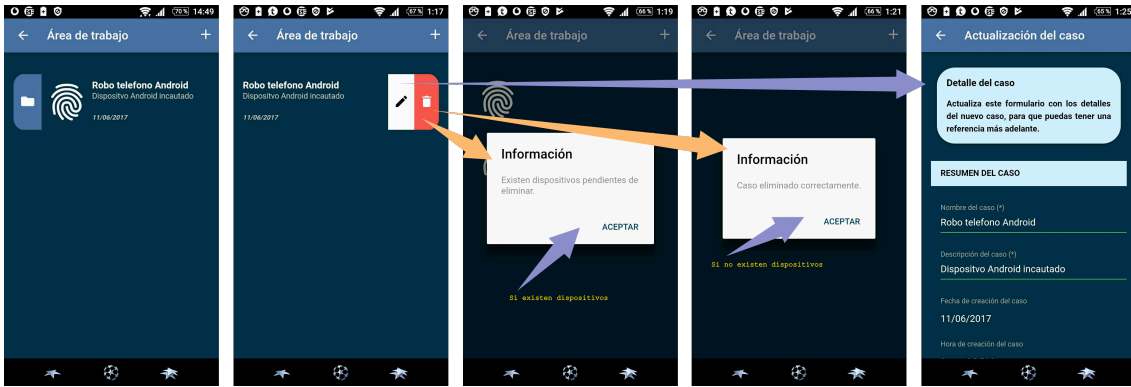 70% 14:49
Área de trabajo
Robo telefono Android
Dispositvo Android incautado
11/06/2017
67% 1:17
Área de trabajo
Robo telefono Android
Dispositvo Android incautado
11/06/2017
66% 1:19
Área de trabajo
Información
Existen dispositivos pendientes de
eliminar.
ACEPTAR
Si existen dispositivos
66% 1:21
Área de trabajo
Información
Caso eliminado correctamente.
ACEPTAR
Si no existen dispositivos
65% 1:25
Actualización del caso
Detalle del caso
Actualiza este formulario con los detalles
del nuevo caso, para que puedas tener una
referencia más adelante.
RESUMEN DEL CASO
Nombre del caso (*)
Robo telefono Android
Descripción del caso (*)
Dispositvo Android incautado
Fecha de creación del caso
11/06/2017
Hora de creación del caso